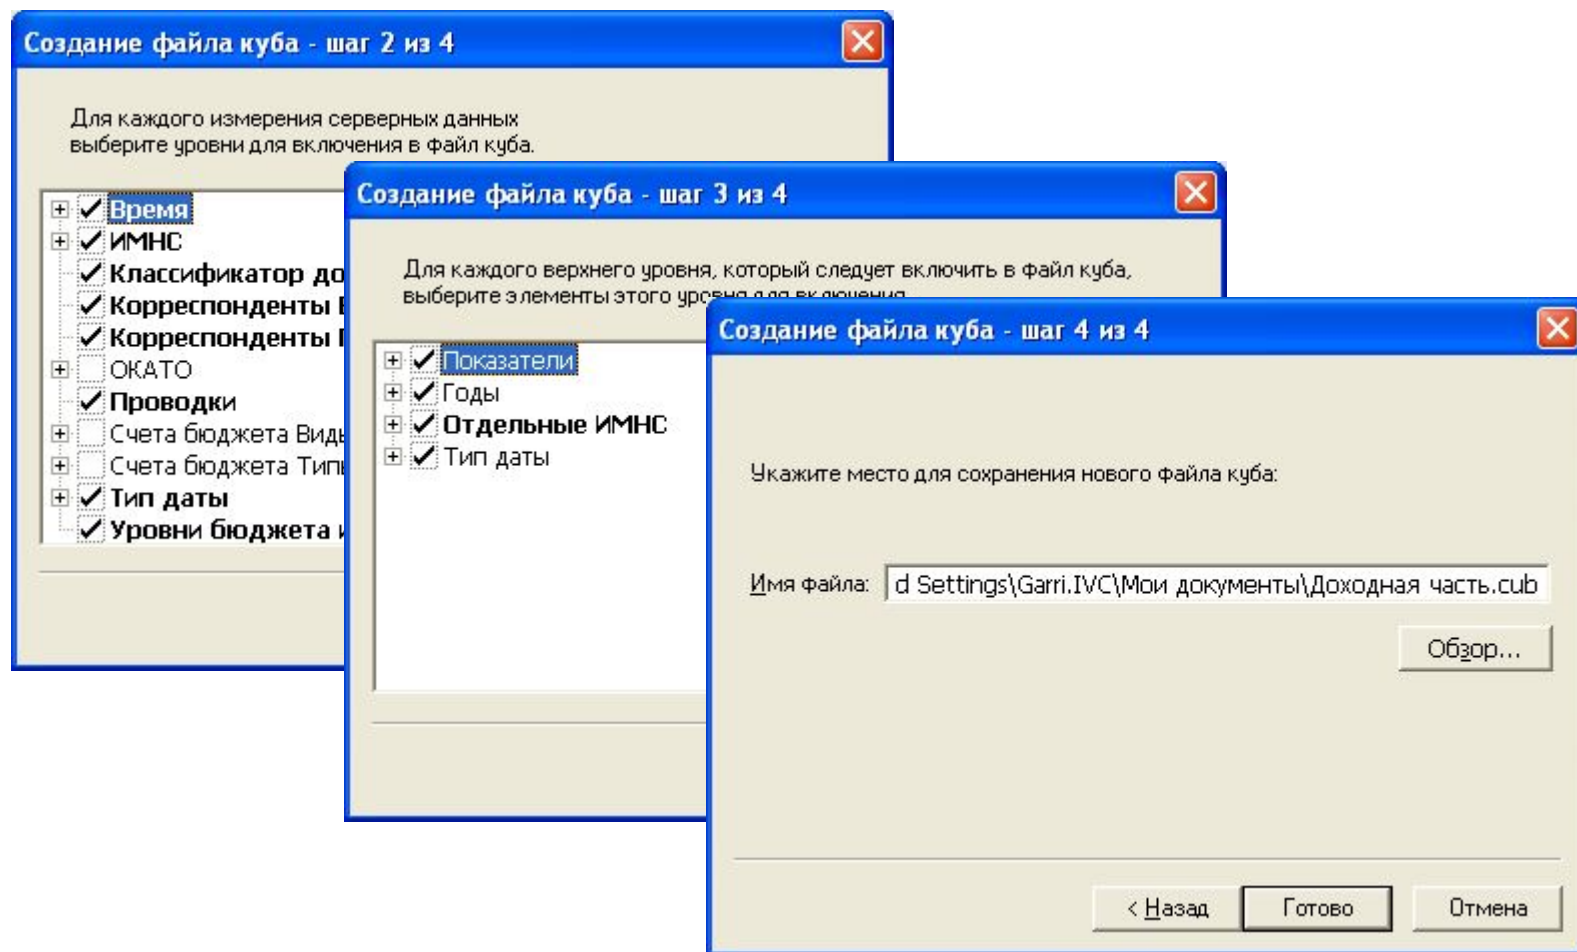 Создание файла куба - шаг 2 из 4
Для каждого измерения серверных данных
выберите уровни для включения в файл куба.
Время
ИМНС
Классификатор до
Корреспонденты
Корреспонденты
ОКАТО
Проводки
Счета бюджета Виды
Счета бюджета Типы
Тип даты
Уровни бюджета и
Создание файла куба - шаг 3 из 4
Для каждого верхнего уровня, который следует включить в файл куба,
выберите элементы этого уровня для включения
Показатели
Годы
Отдельные ИМНС
Тип даты
Создание файла куба - шаг 4 из 4
Укажите место для сохранения нового файла куба:
Имя файла: d Settings\Garri.IVC\Мои документы\Доходная часть.cub
Обзор...
< Назад Готово Отмена